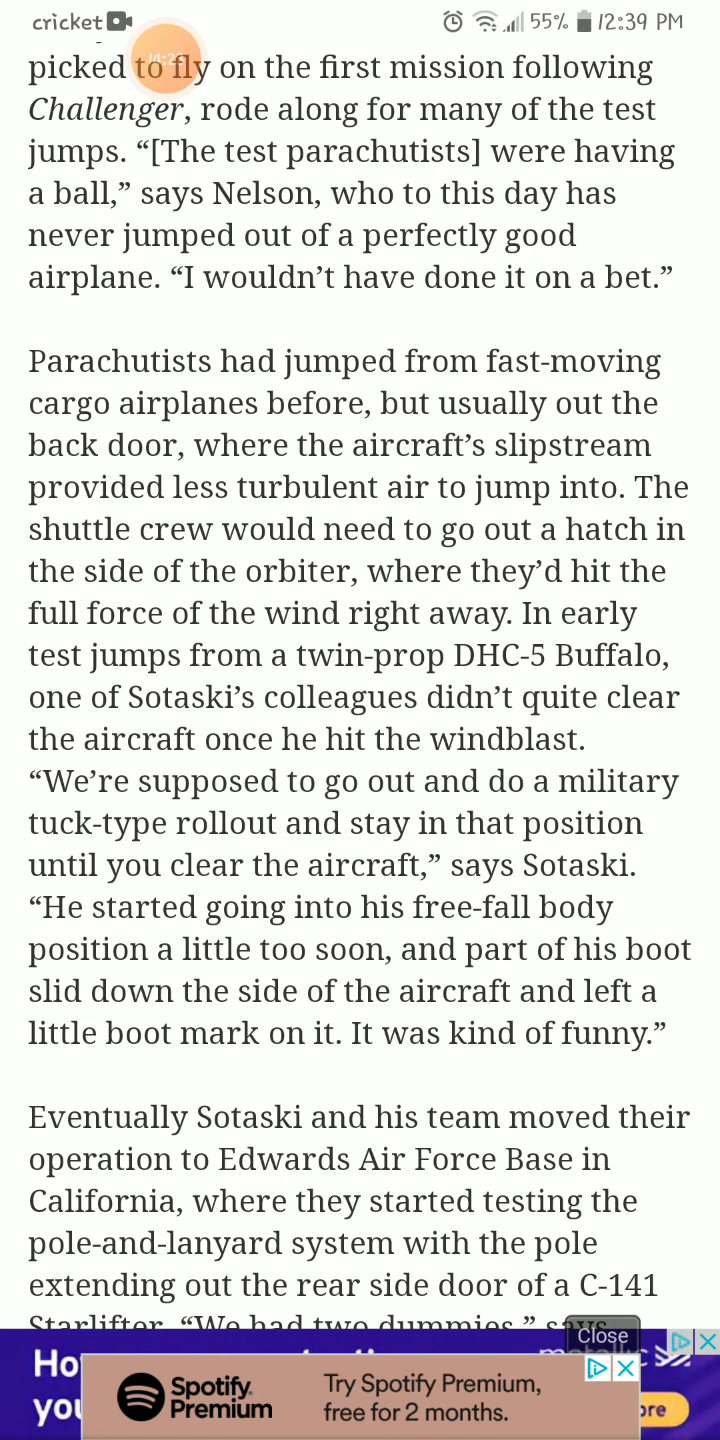 cricket 55% 12:39 PM
picked to fly on the first mission following
Challenger, rode along for many of the test
jumps. “[The test parachutists] were having
a ball,” says Nelson, who to this day has
never jumped out of a perfectly good
airplane. “I wouldn’t have done it on a bet.”
Parachutists had jumped from fast-moving
cargo airplanes before, but usually out the
back door, where the aircraft’s slipstream
provided less turbulent air to jump into. The
shuttle crew would need to go out a hatch in
the side of the orbiter, where they’d hit the
full force of the wind right away. In early
test jumps from a twin-prop DHC-5 Buffalo,
one of Sotaski’s colleagues didn’t quite clear
the aircraft once he hit the windblast.
“We’re supposed to go out and do a military
tuck-type rollout and stay in that position
until you clear the aircraft,” says Sotaski.
“He started going into his free-fall body
position a little too soon, and part of his boot
slid down the side of the aircraft and left a
little boot mark on it. It was kind of funny.”
Eventually Sotaski and his team moved their
operation to Edwards Air Force Base in
California, where they started testing the
pole-and-lanyard system with the pole
extending out the rear side door of a C-141
Starlifter. “We had two dummies,” says
Close
Spotify Premium
Try Spotify Premium,
free for 2 months.